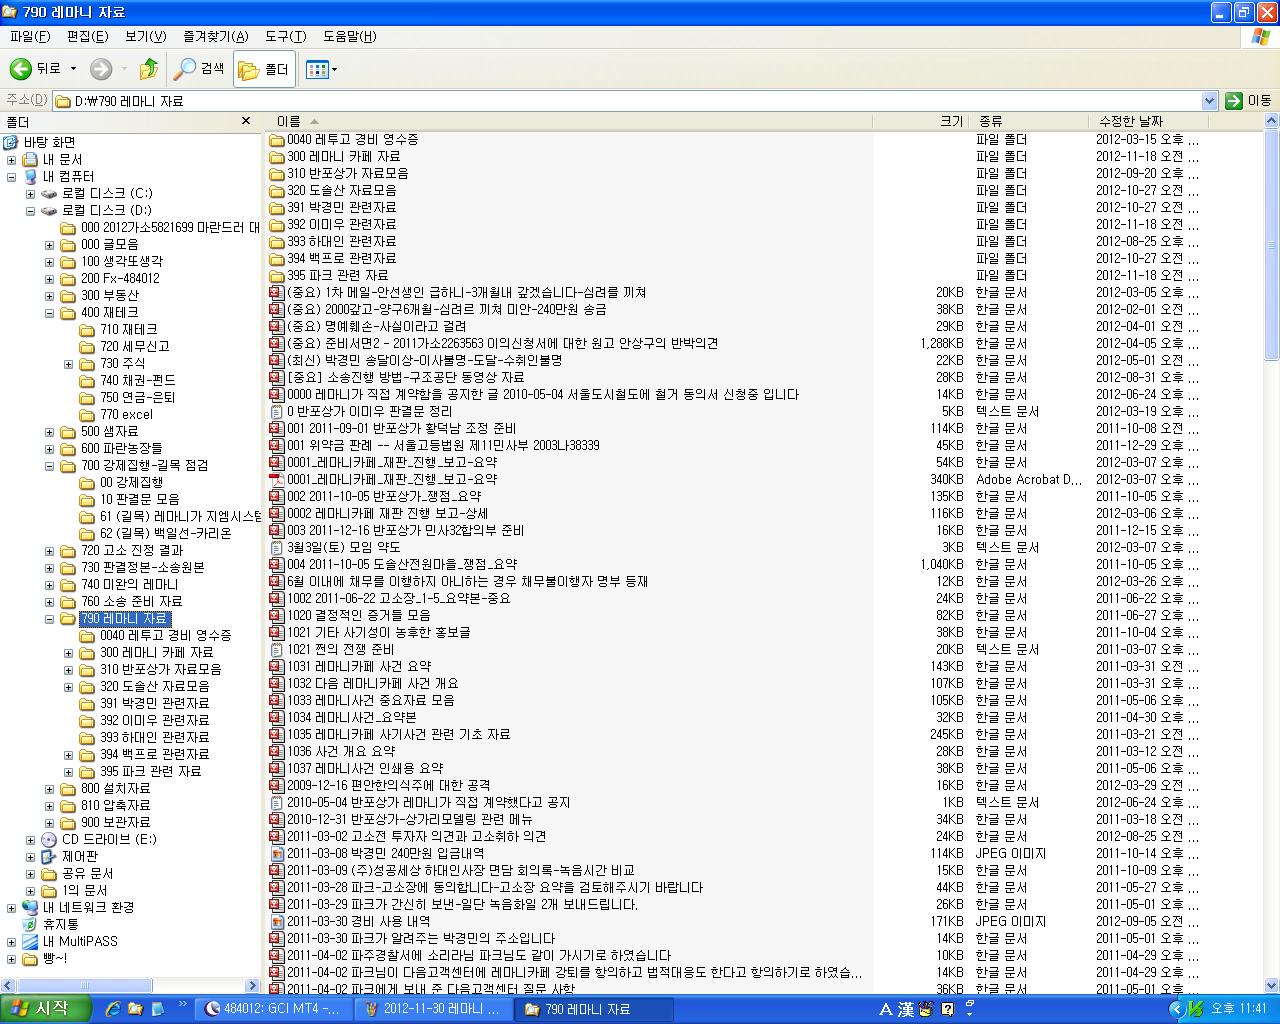 790 레마니 자료
파일(F) 편집(E) 보기(V) 즐겨찾기(A) 도구(T) 도움말(H)
뒤로 검색 폴더
주소(D) D:\790 레마니 자료 이동
폴더
바탕 화면
내 문서
내 컴퓨터
로컬 디스크 (C:)
로컬 디스크 (D:)
000 2012가소5821699 마란드러 대
000 글모음
100 생각또생각
200 Fx-484012
300 부동산
400 재테크
710 재테크
720 세무신고
730 주식
740 채권-펀드
750 연금-은퇴
770 excel
500 샘자료
600 파란농장들
700 강제집행-길목 점검
00 강제집행
10 판결문 모음
61 (길목) 레마니가 지엠시스템
62 (길목) 백일선-카리온
720 고소 진정 결과
730 판결정본-소송원본
740 미완의 레마니
760 소송 준비 자료
790 레마니 자료
0040 레투고 경비 영수증
300 레마니 카페 자료
310 반포상가 자료모음
320 도솔산 자료모음
391 박경민 관련자료
392 이미우 관련자료
393 하대인 관련자료
394 백프로 관련자료
395 파크 관련 자료
800 설치자료
810 압축자료
900 보관자료
CD 드라이브 (E:)
제어판
공유 문서
1의 문서
내 네트워크 환경
휴지통
내 MultiPASS
빵~!
이름 크기 종류 수정한 날짜
0040 레투고 경비 영수증 파일 폴더 2012-03-15 오후 ...
300 레마니 카페 자료 파일 폴더 2012-11-18 오전 ...
310 반포상가 자료모음 파일 폴더 2012-09-20 오후 ...
320 도솔산 자료모음 파일 폴더 2012-10-27 오전 ...
391 박경민 관련자료 파일 폴더 2012-10-27 오전 ...
392 이미우 관련자료 파일 폴더 2012-11-18 오전 ...
393 하대인 관련자료 파일 폴더 2012-08-25 오후 ...
394 백프로 관련자료 파일 폴더 2012-10-27 오전 ...
395 파크 관련 자료 파일 폴더 2012-11-18 오전 ...
(중요) 1차 메일-안선생인 급하니-3개월내 갚겠습니다-심려를 끼쳐 20KB 한글 문서 2012-03-05 오후 ...
(중요) 2000갚고-양구6개월-심려르 끼쳐 미안-240만원 송금 38KB 한글 문서 2012-04-01 오전 ...
(중요) 명예훼손-사실이라고 걸려 29KB 한글 문서 2012-04-01 오전 ...
(중요) 준비서면2 - 2011가소2263563 이의신청서에 대한 원고 안상구의 반박의견 1,288KB 한글 문서 2012-04-05 오후 ...
(최신) 박경민 송달이상-이사불명-도달-수취인불명 22KB 한글 문서 2012-05-01 오전 ...
[중요] 소송진행 방법-구조공단 동영상 자료 28KB 한글 문서 2012-08-31 오전 ...
0000 레마니가 직접 계약함을 공지한 글 2010-05-04 서울도시철도에 철거 동의서 신청중 입니다 14KB 한글 문서 2012-06-24 오후 ...
0 반포상가 이미우 판결문 정리 5KB 텍스트 문서 2012-03-19 오후 ...
001 2011-09-01 반포상가 황덕남 조정 준비 114KB 한글 문서 2011-10-08 오전 ...
001 위약금 판례 -- 서울고등법원 제11민사부 2003나38339 45KB 한글 문서 2011-12-29 오전 ...
0001_레마니카페_재판_진행_보고-요약 54KB 한글 문서 2012-03-07 오전 ...
0001_레마니카페_재판_진행_보고-요약 340KB Adobe Acrobat D... 2012-03-07 오후 ...
002 2011-10-05 반포상가_쟁점_요약 135KB 한글 문서 2011-10-05 오전 ...
0002 레마니카페 재판 진행 보고-상세 116KB 한글 문서 2012-03-06 오후 ...
003 2011-12-16 반포상가 민사32합의부 준비 16KB 한글 문서 2011-12-15 오전 ...
3월3일(토) 모임 약도 3KB 텍스트 문서 2012-03-07 오후 ...
004 2011-10-05 도솔산전원마을_쟁점_요약 1,040KB 한글 문서 2011-10-05 오전 ...
6월 이내에 채무를 이행하지 아니하는 경우 채무불이행자 명부 등재 12KB 한글 문서 2012-03-26 오전 ...
1002 2011-06-22 고소장_1-5_요약본-중요 24KB 한글 문서 2011-06-22 오후 ...
1020 결정적인 증거들 모음 82KB 한글 문서 2011-06-27 오후 ...
1021 기타 사기성이 농후한 홍보글 38KB 한글 문서 2011-10-04 오후 ...
1021 쩐의 전쟁 준비 20KB 텍스트 문서 2012-03-07 오후 ...
1031 레마니카페 사건 요약 143KB 한글 문서 2011-03-31 오전 ...
1032 다음 레마니카페 사건 개요 107KB 한글 문서 2011-03-31 오후 ...
1033 레마니사건 중요자료 모음 105KB 한글 문서 2011-05-06 오후 ...
1034 레마니사건_요약본 32KB 한글 문서 2011-04-30 오후 ...
1035 레마니카페 사기사건 관련 기초 자료 245KB 한글 문서 2011-03-21 오후 ...
1036 사건 개요 요약 28KB 한글 문서 2011-03-12 오전 ...
1037 레마니사건 인쇄용 요약 38KB 한글 문서 2011-05-06 오후 ...
2009-12-16 편안한의식주에 대한 공격 16KB 한글 문서 2012-03-29 오전 ...
2010-05-04 반포상가 레마니가 직접 계약했다고 공지 1KB 텍스트 문서 2012-06-24 오후 ...
2010-12-31 반포상가-상가리모델링 관련 메뉴 34KB 한글 문서 2011-03-18 오후 ...
2011-03-02 고소전 투자자 의견과 고소취하 의견 24KB 한글 문서 2012-08-25 오전 ...
2011-03-08 박경민 240만원 입금내역 114KB JPEG 이미지 2011-10-14 오후 ...
2011-03-09 (주)성공세상 하대인사장 면담 회의록-녹음시간 비교 15KB 한글 문서 2011-10-09 오후 ...
2011-03-28 파크-고소장에 동의합니다-고소장 요약을 검토해주시기 바랍니다 44KB 한글 문서 2011-05-27 오후 ...
2011-03-29 파크가 간신히 보낸-일단 녹음화일 2개 보내드립니다. 26KB 한글 문서 2011-05-01 오후 ...
2011-03-30 경비 사용 내역 171KB JPEG 이미지 2012-09-05 오전 ...
2011-03-30 파크가 알려주는 박경민의 주소입니다 14KB 한글 문서 2011-05-01 오후 ...
2011-04-02 파주경찰서에 소리라님 파크님도 같이 가시기로 하였습니다 10KB 한글 문서 2011-04-29 오후 ...
2011-04-02 파크님이 다음고객센터에 레마니카페 강퇴를 항의하고 법적대응도 한다고 항의하기로 하였습... 14KB 한글 문서 2011-04-29 오후 ...
2011-04-02 파크에게 보내 준 다음고객센터 질문 사항 36KB 한글 문서 2011-05-01 오후 ...
시작 484012: GCI MT4 -... 2012-11-30 레마니 ... 790 레마니 자료 A 漢 오후 11:41